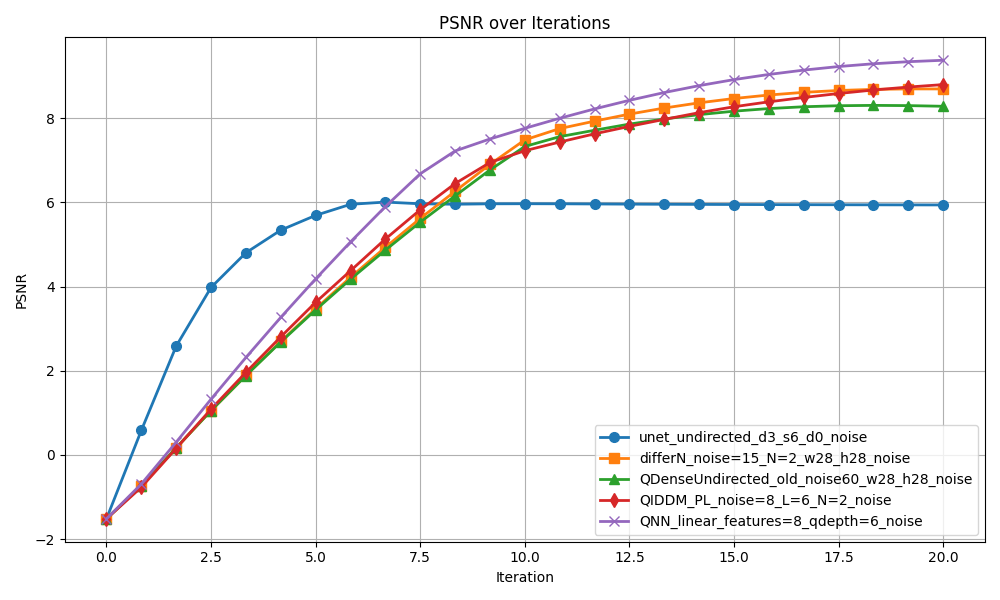 PSNR over Iterations
PSNR
8
6
4
2
0
−2
0.0 2.5 5.0 7.5 10.0 12.5 15.0 17.5 20.0
Iteration
unet_undirected_d3_s6_d0_noise
differN_noise=15_N=2_w28_h28_noise
QDenseUndirected_old_noise60_w28_h28_noise
QIDDM_PL_noise=8_L=6_N=2_noise
QNN_linear_features=8_qdepth=6_noise